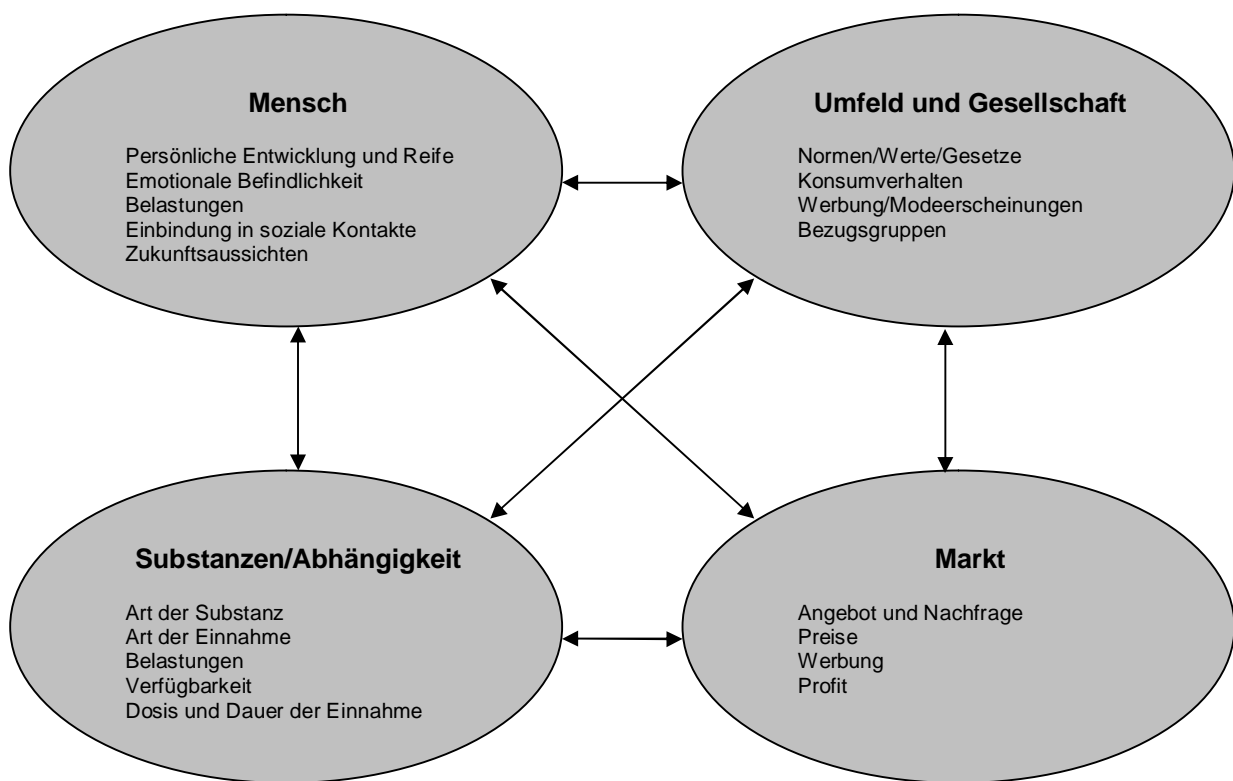 Mensch
Persönliche Entwicklung und Reife
Emotionale Befindlichkeit
Belastungen
Einbindung in soziale Kontakte
Zukunftsaussichten
Umfeld und Gesellschaft
Normen/Werte/Gesetze
Konsumverhalten
Werbung/Modeerscheinungen
Bezugsgruppen
Substanzen/Abhängigkeit
Art der Substanz
Art der Einnahme
Belastungen
Verfügbarkeit
Dosis und Dauer der Einnahme
Markt
Angebot und Nachfrage
Preise
Werbung
Profit